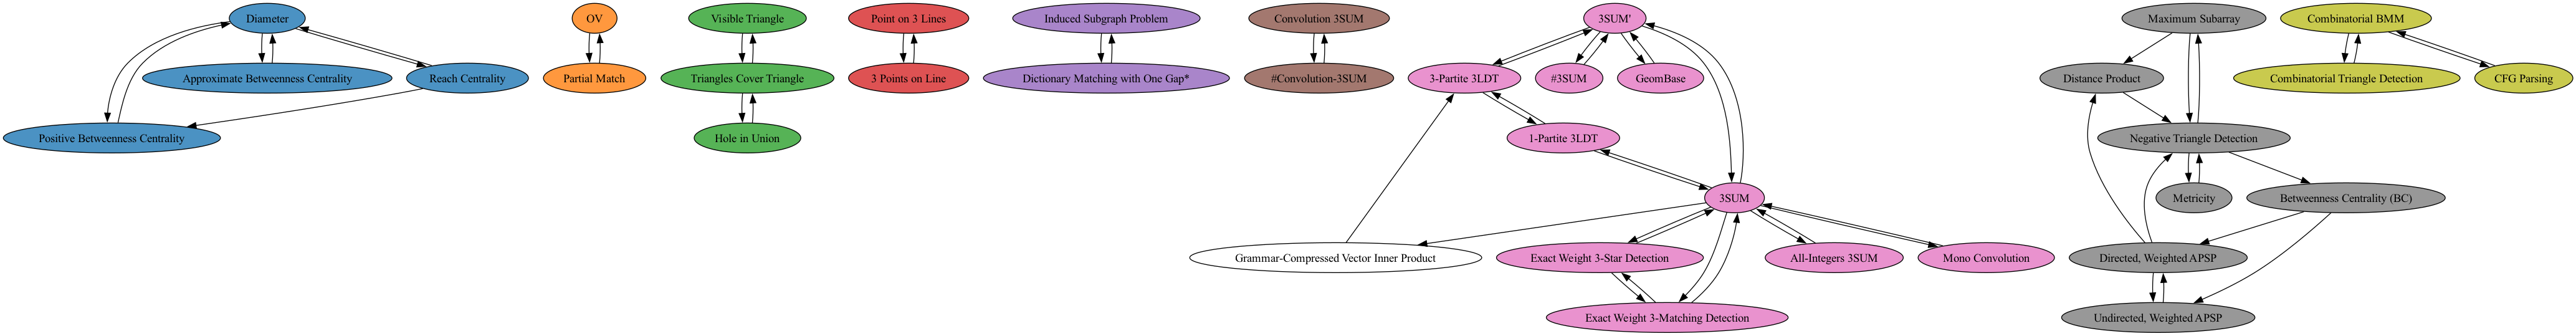 Diameter
OV
Visible Triangle
Point on 3 Lines
Induced Subgraph Problem
Convolution 3SUM
3SUM'
Maximum Subarray
Combinatorial BMM
Approximate Betweenness Centrality
Reach Centrality
Partial Match
Triangles Cover Triangle
3 Points on Line
Dictionary Matching with One Gap*
#Convolution-3SUM
3-Partite 3LDT
#3SUM
GeomBase
Distance Product
Combinatorial Triangle Detection
CFG Parsing
Positive Betweenness Centrality
Hole in Union
1-Partite 3LDT
Negative Triangle Detection
3SUM
Metricity
Betweenness Centrality (BC)
Grammar-Compressed Vector Inner Product
Exact Weight 3-Star Detection
All-Integers 3SUM
Mono Convolution
Directed, Weighted APSP
Exact Weight 3-Matching Detection
Undirected, Weighted APSP